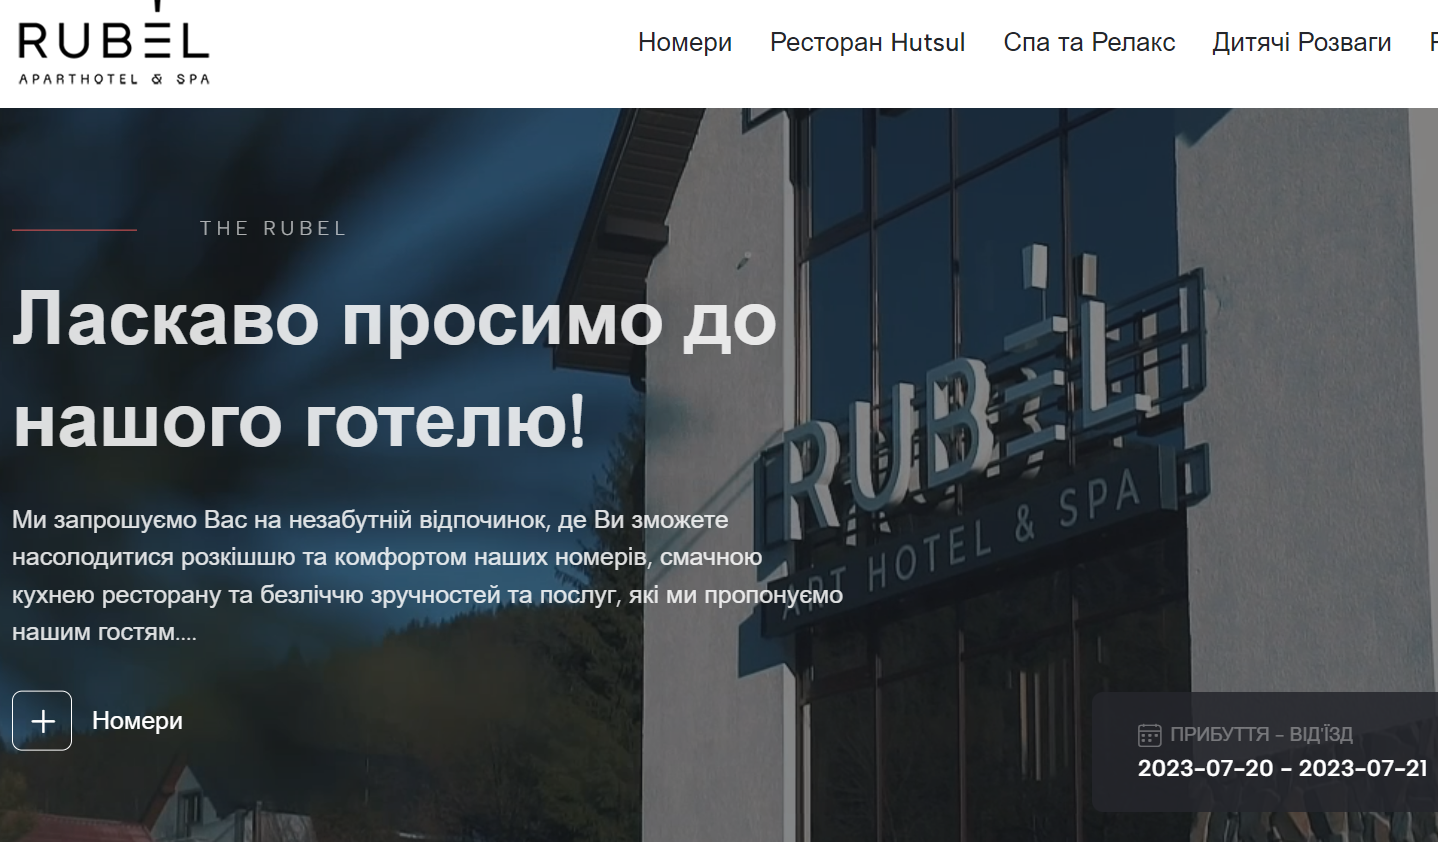 RUBEL
APARTHOTEL & SPA
Номери Ресторан Hutsul Спа та Релакс Дитячі Розваги
THE RUBEL
Ласкаво просимо до
нашого готелю!
RUBEL
ART HOTEL & SPA
Ми запрошуємо Вас на незабутній відпочинок, де Ви зможете
насолодитися розкішшю та комфортом наших номерів, смачною
кухнею ресторану та безліччю зручностей та послуг, які ми пропонуємо
нашим гостям....
Номери
ПРИБУТТЯ - ВІД'ЇЗД
2023-07-20 - 2023-07-21